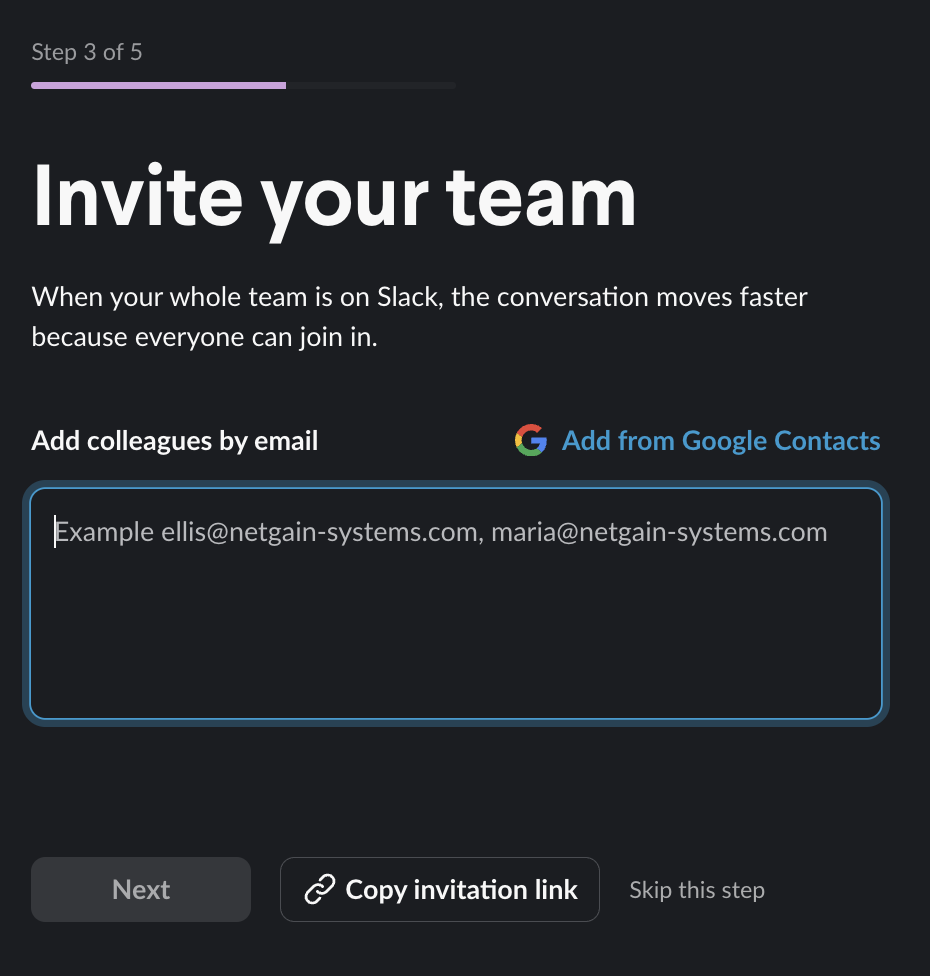 Step 3 of 5
Invite your team
When your whole team is on Slack, the conversation moves faster
because everyone can join in.
Add colleagues by email
Add from Google Contacts
Example ellis@netgain-systems.com, maria@netgain-systems.com
Next
Copy invitation link
Skip this step